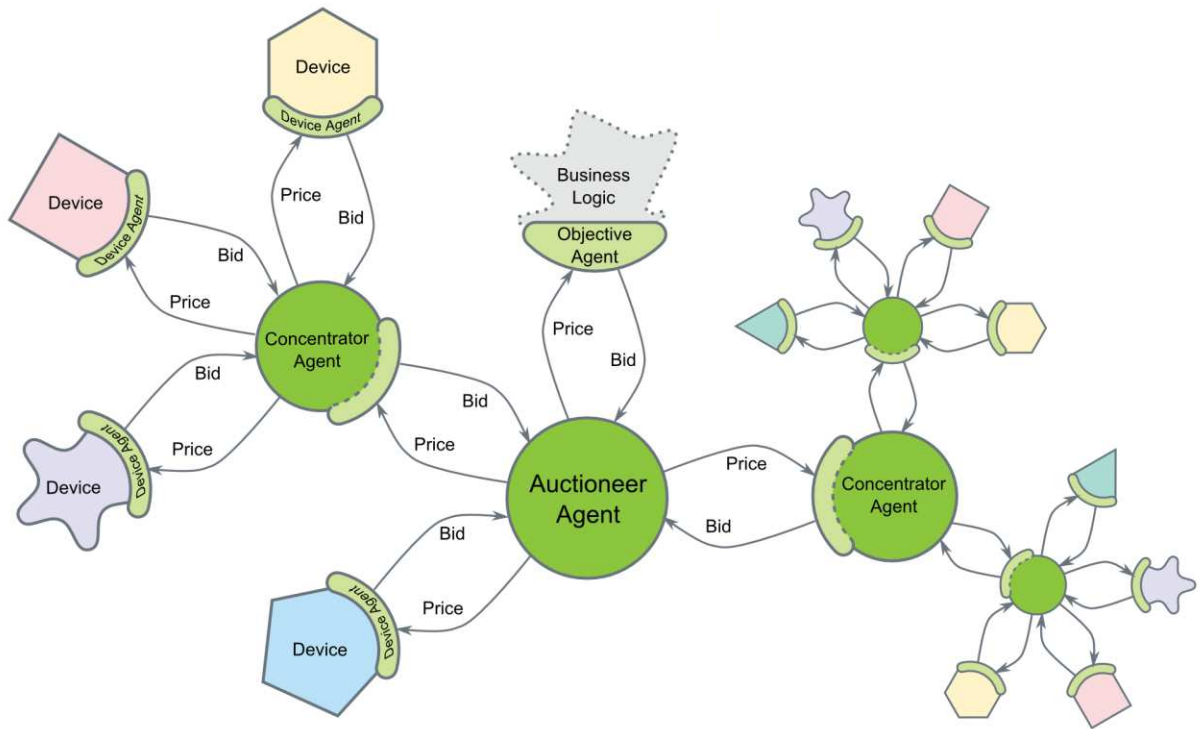 Device
Device Agent
Price
Bid
Device
Device Agent
Bid
Price
Business
Logic
Objective
Agent
Price
Bid
Concentrator
Agent
Bid
Price
Bid
Price
Device
Device Agent
Auctioneer
Agent
Price
Bid
Concentrator
Agent
Bid
Price
Device
Device Agent